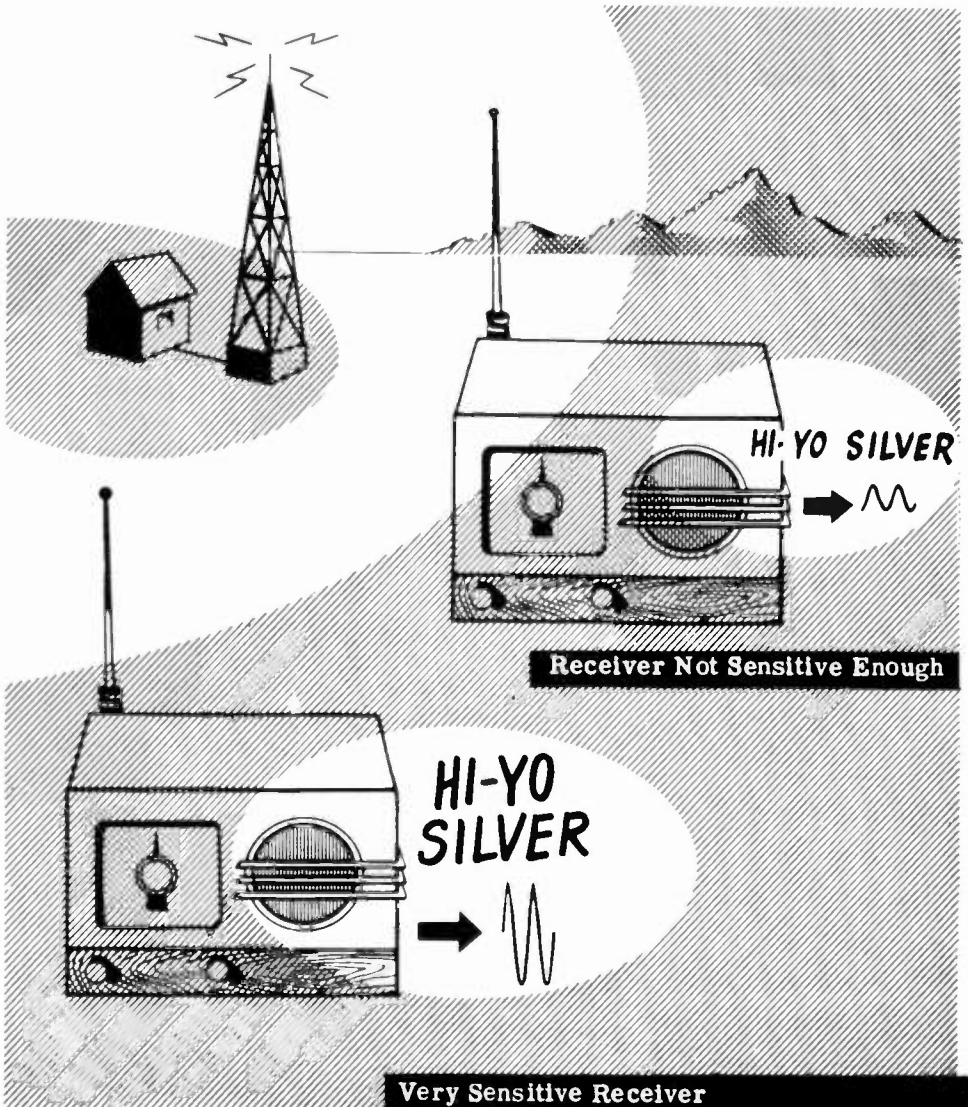 HI-YO SILVER
Receiver Not Sensitive Enough
HI-YO
SILVER
Very Sensitive Receiver